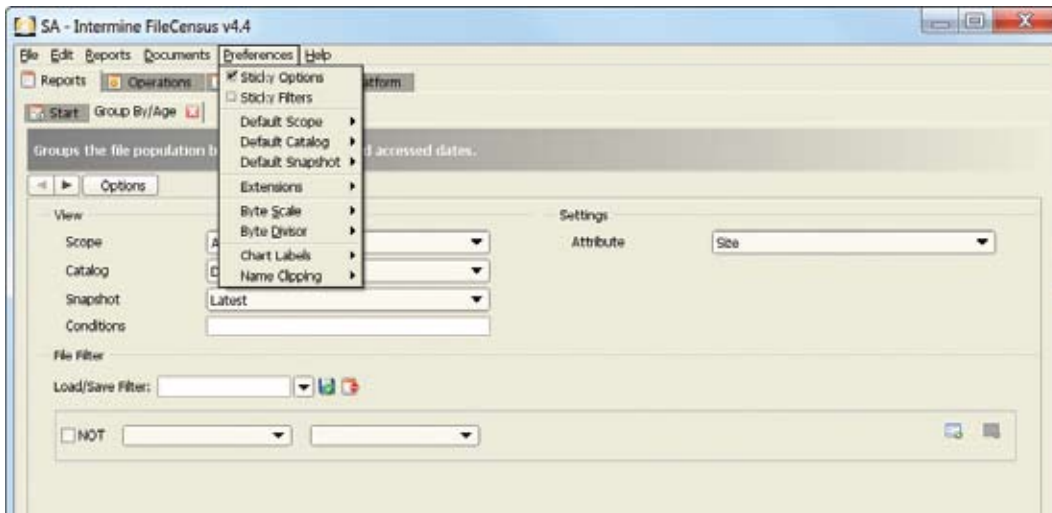 SA - Intermine FileCensus v4.4
File Edit Reports Documents Preferences Help
Reports Operations
Sticky Options
Sticky Filters
Default Scope
Default Catalog
Default Snapshot
Extensions
Byte Scale
Byte Divisor
Chart Labels
Name Clipping
Start Group By/Age
Groups the file population b d accessed dates.
Options
View
Settings
Scope A
Attribute Size
Catalog D
Snapshot Latest
Conditions
File Filter
Load/Save Filter:
NOT